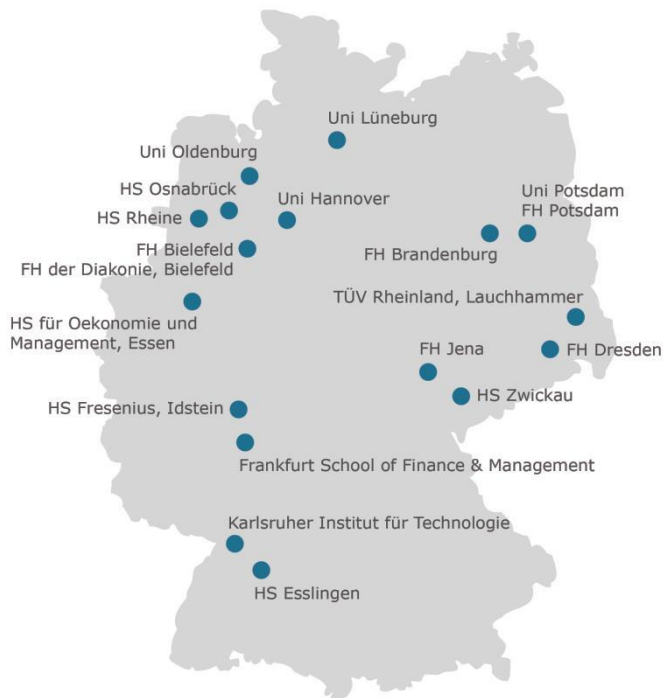 Uni Lüneburg
Uni Oldenburg
HS Osnabrück
Uni Hannover
HS Rheine
Uni Potsdam
FH Potsdam
FH Bielefeld
FH der Diakonie, Bielefeld
FH Brandenburg
TÜV Rheinland, Lauchhammer
HS für Oekonomie und
Management, Essen
FH Jena
FH Dresden
HS Zwickau
HS Fresenius, Idstein
Frankfurt School of Finance & Management
Karlsruher Institut für Technologie
HS Esslingen